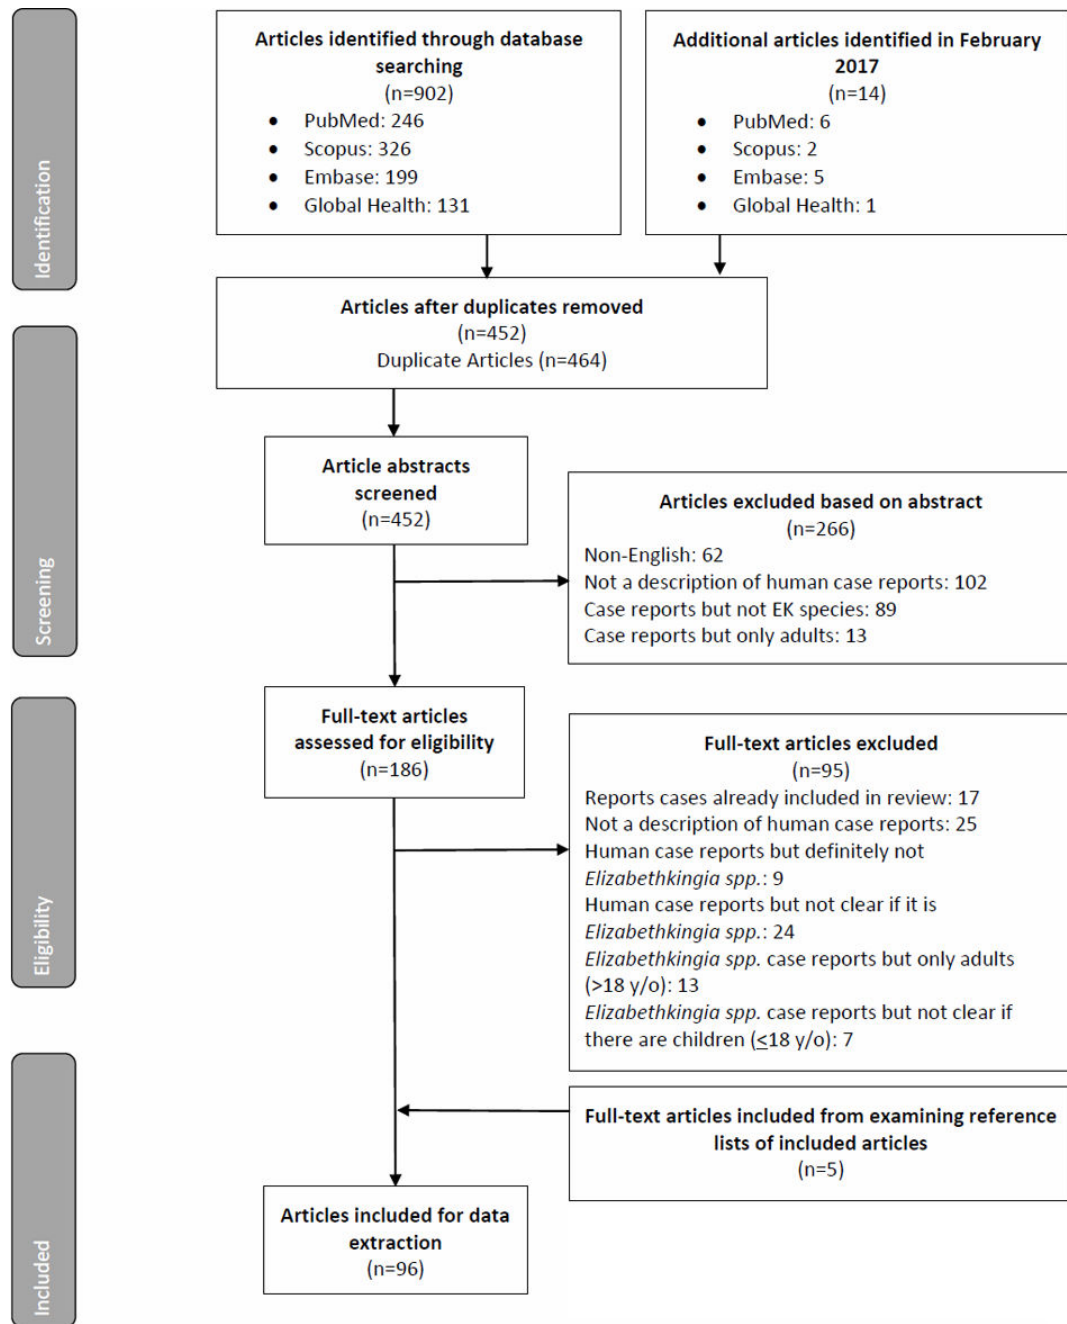 Identification
Articles identified through database
searching
(n=902)
• PubMed: 246
• Scopus: 326
• Embase: 199
• Global Health: 131
Additional articles identified in February
2017
(n=14)
• PubMed: 6
• Scopus: 2
• Embase: 5
• Global Health: 1
Articles after duplicates removed
(n=452)
Duplicate Articles (n=464)
Screening
Article abstracts
screened
(n=452)
Articles excluded based on abstract
(n=266)
Non-English: 62
Not a description of human case reports: 102
Case reports but not EK species: 89
Case reports but only adults: 13
Eligibility
Full-text articles
assessed for eligibility
(n=186)
Full-text articles excluded
(n=95)
Reports cases already included in review: 17
Not a description of human case reports: 25
Human case reports but definitely not
Elizabethkingia spp.: 9
Human case reports but not clear if it is
Elizabethkingia spp.: 24
Elizabethkingia spp. case reports but only adults
(>18 y/o): 13
Elizabethkingia spp. case reports but not clear if
there are children (≤18 y/o): 7
Full-text articles included from examining reference
lists of included articles
(n=5)
Included
Articles included for data
extraction
(n=96)